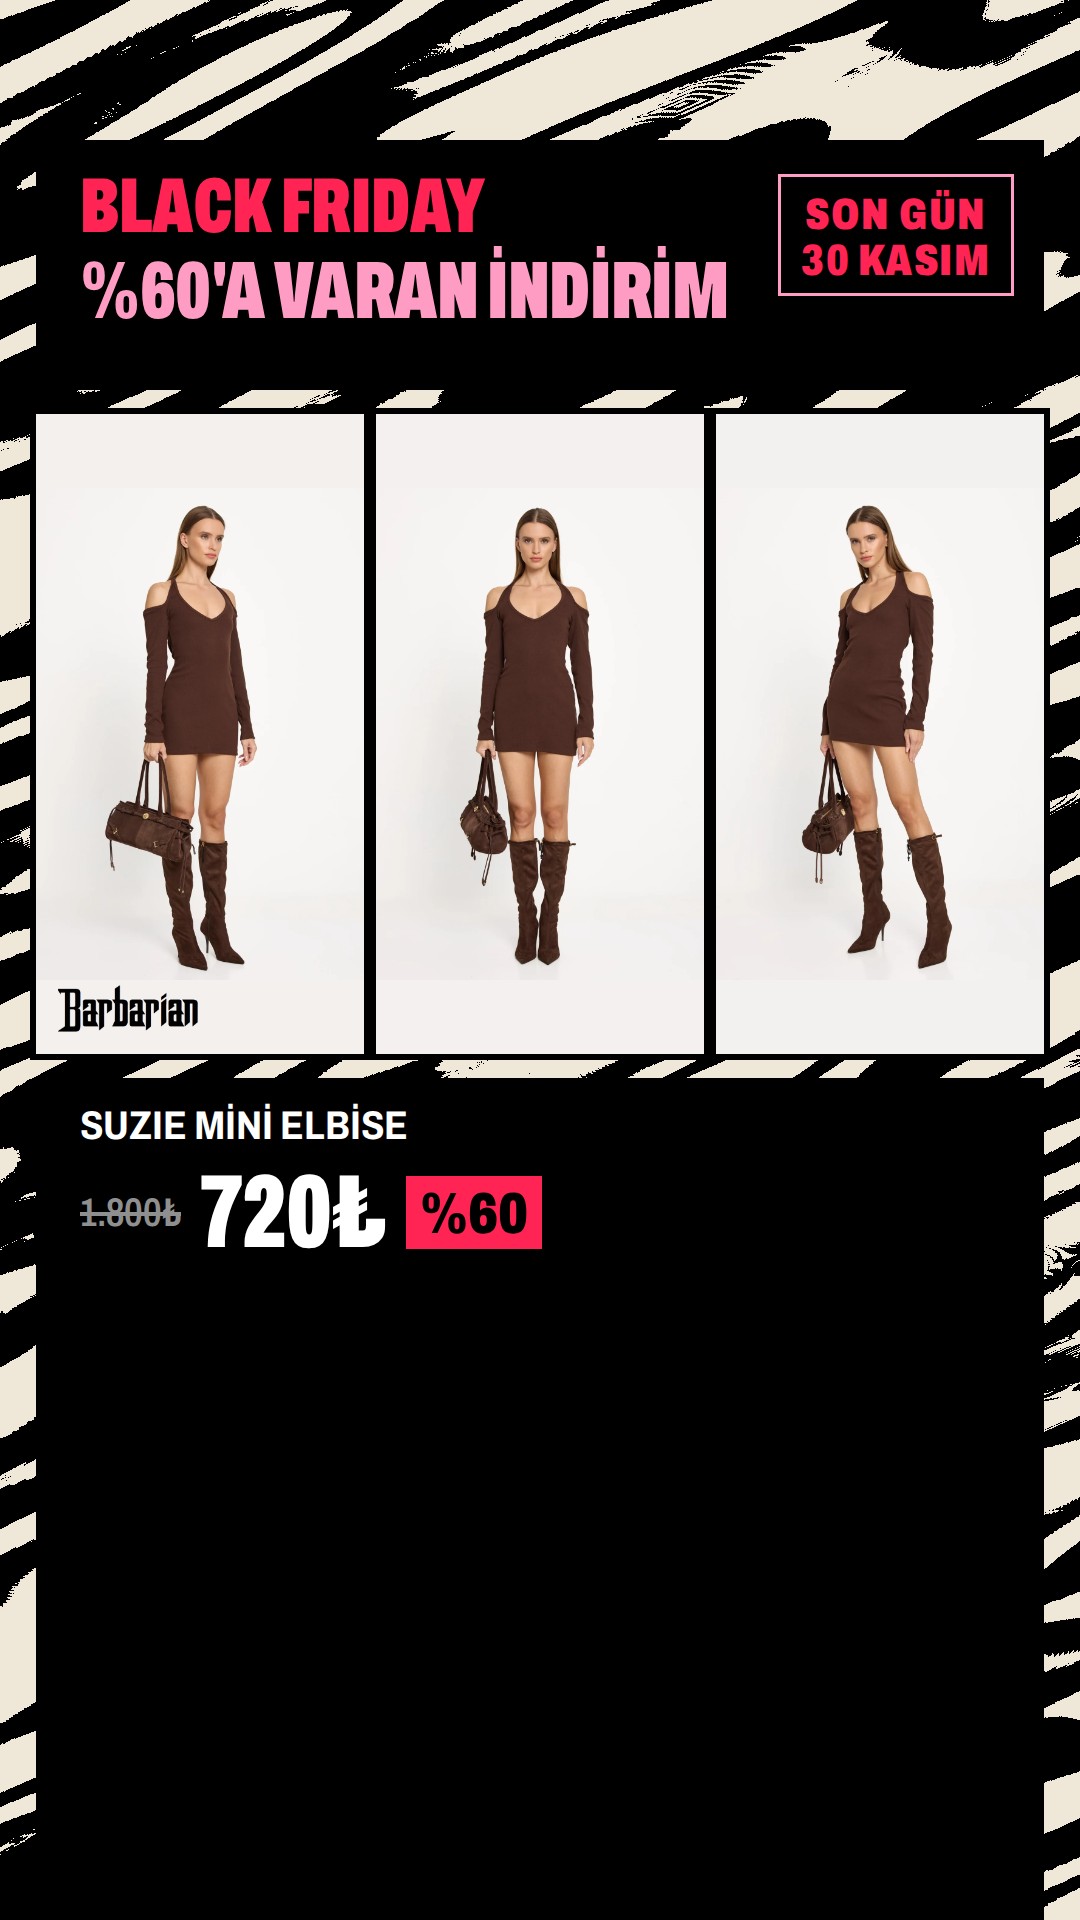 BLACK FRIDAY
%60'A VARAN İNDİRİM
SON GÜN
30 KASIM
Barbarian
SUZIE MİNİ ELBİSE
1.800₺ 720₺ %60